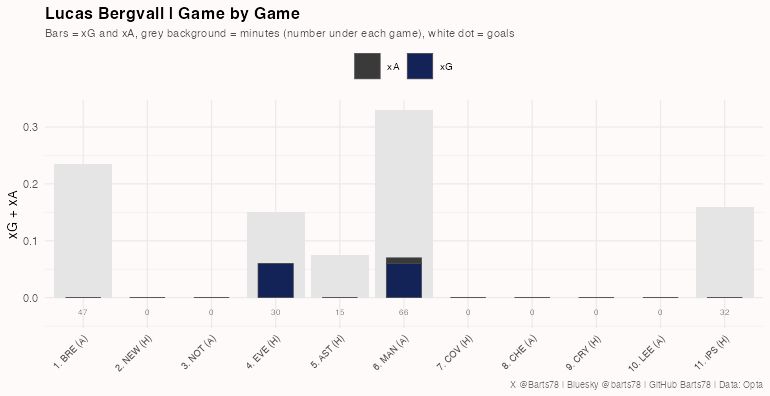 Lucas Bergvall | Game by Game
Bars = xG and xA, grey background = minutes (number under each game), white dot = goals
xA xG
xG + xA
0.3
0.2
0.1
0.0
47 0 0 30 15 66 0 0 0 0 32
1. BRE (A) 2. NEW (H) 3. NOT (A) 4. EVE (H) 5. AST (H) 6. MAN (A) 7. COV (H) 8. CHE (A) 9. CRY (H) 10. LEE (A) 11. IPS (H)
X @Barts78 | Bluesky @barts78 | GitHub Barts78 | Data: Opta